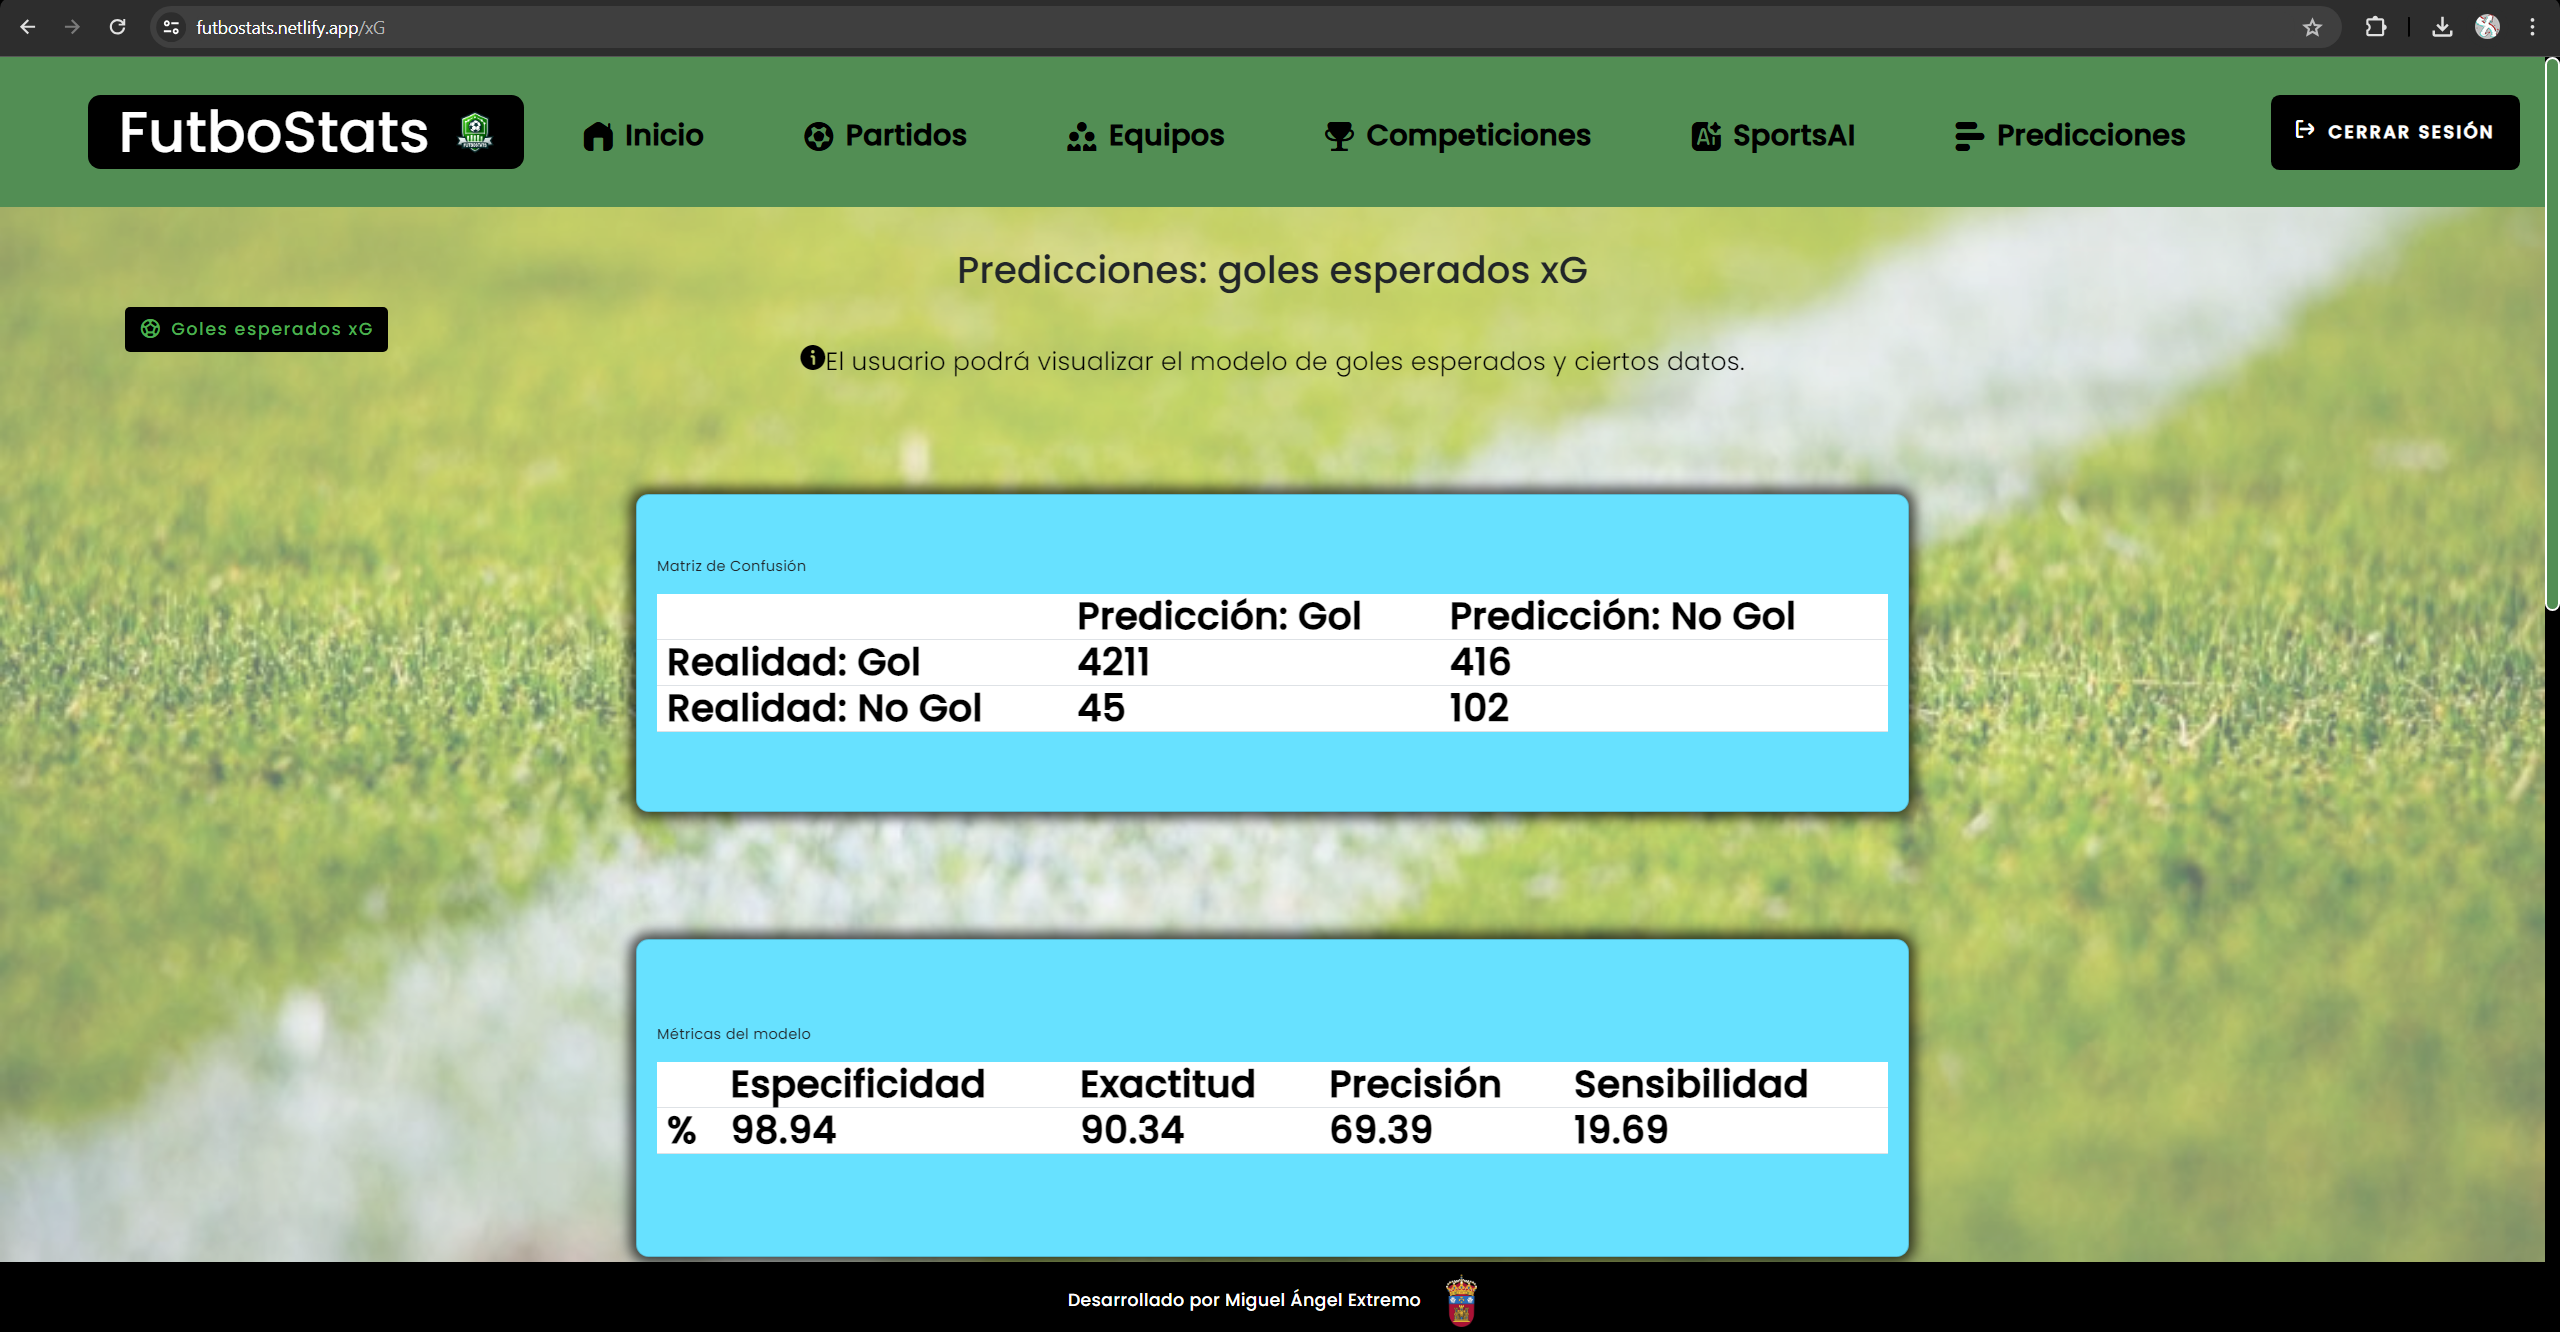 futbostats.netlify.app/xG
FutboStats Inicio Partidos Equipos Competiciones SportsAI Predicciones CERRAR SESIÓN
Predicciones: goles esperados xG
Goles esperados xG
El usuario podrá visualizar el modelo de goles esperados y ciertos datos.
Matriz de Confusión
Predicción: Gol Predicción: No Gol
Realidad: Gol 4211 416
Realidad: No Gol 45 102
Métricas del modelo
Especificidad Exactitud Precisión Sensibilidad
% 98.94 90.34 69.39 19.69
Desarrollado por Miguel Ángel Extremo